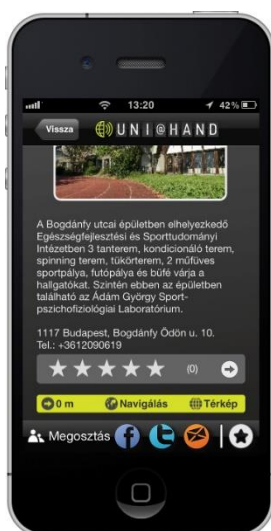 13:20 42%
Vissza UNI@HAND
A Bogdánfy utcai épületben elhelyezkedő
Egészségfejlesztési és Sporttudományi
Intézetben 3 tanterem, kondicionáló terem,
spinning terem, tükörterem, 2 műfüves
sportpálya, futópálya és büfé várja a
hallgatókat. Szintén ebben az épületben
található az Ádám György Sport-
pszichofiziológiai Laboratórium.
1117 Budapest, Bogdánfy Ödön u. 10.
Tel.: +3612090619
(0)
0 m Navigálás Térkép
Megosztás